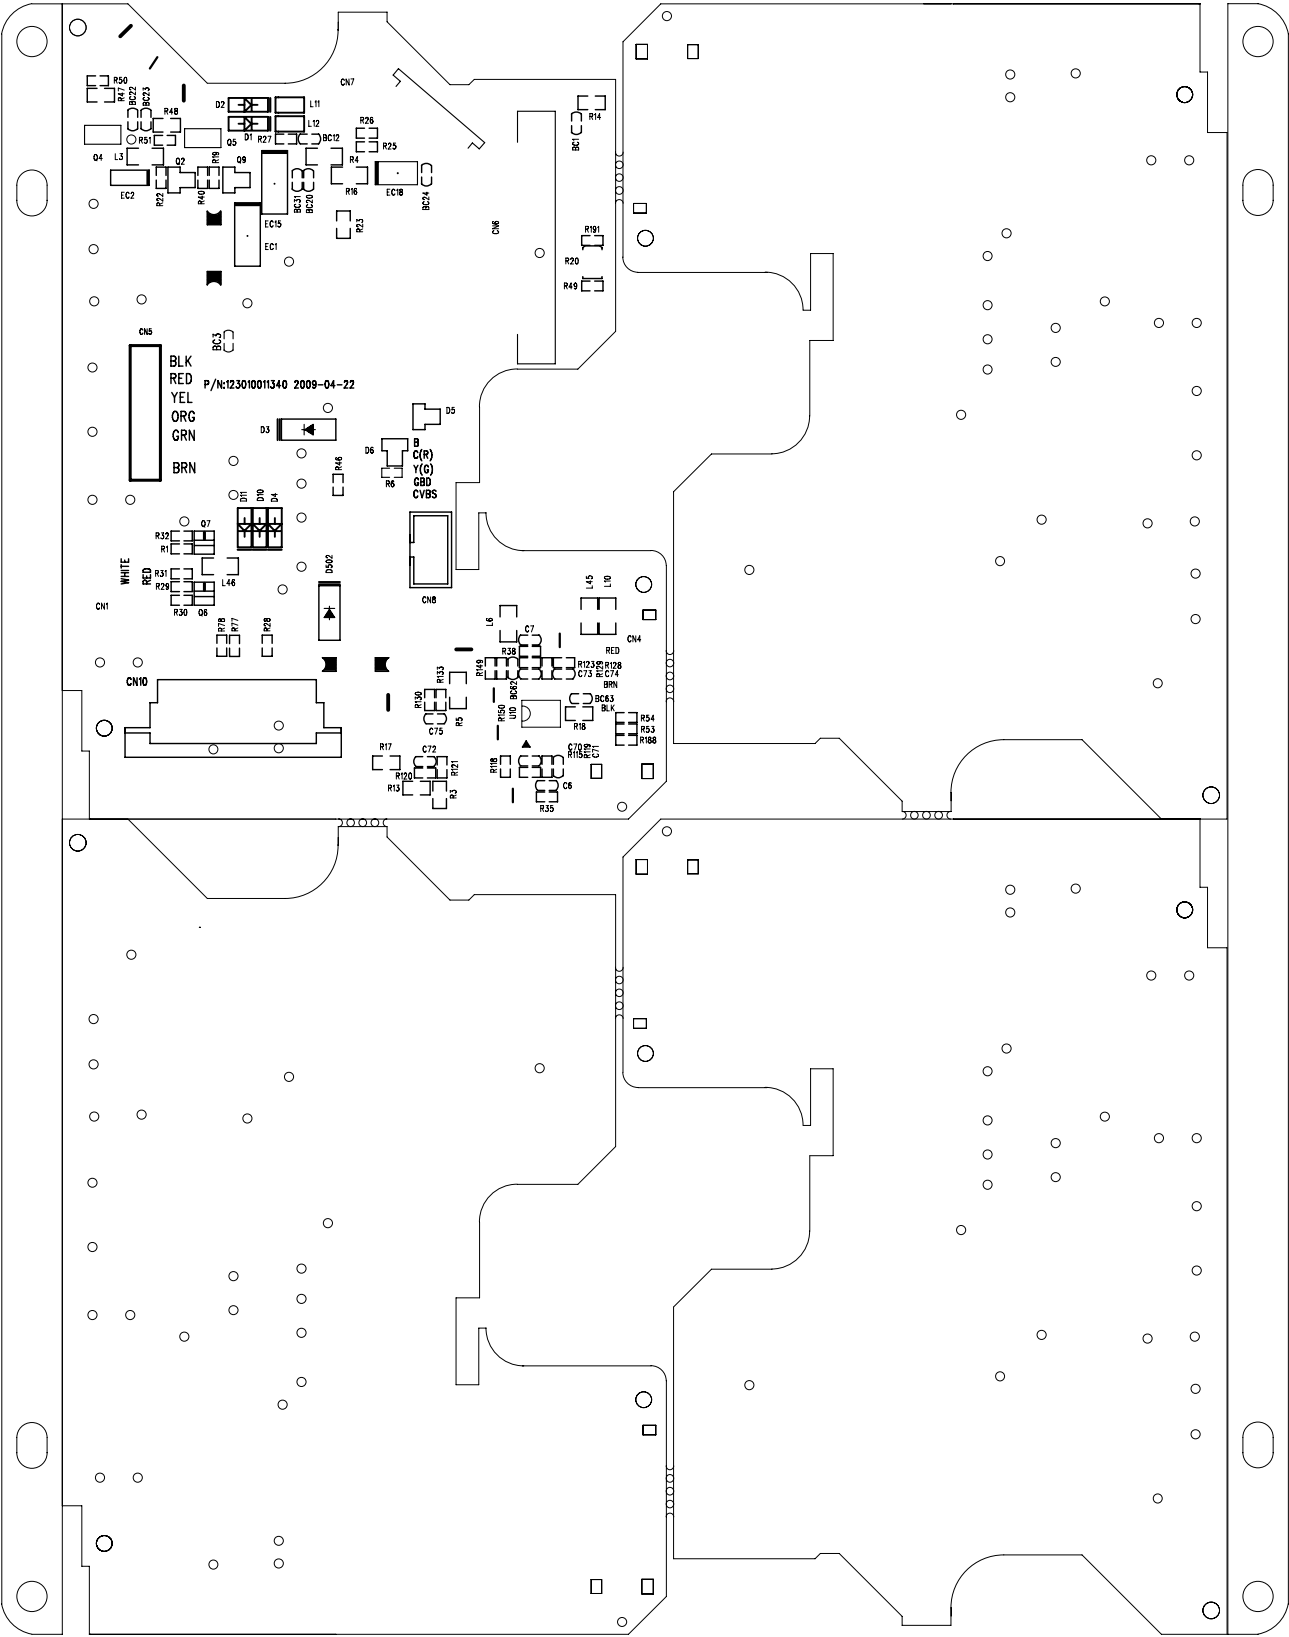 CN7
R50
R47
BC22
BC23
R48
D2
L11
L12
D1
R27
BC12
R26
R25
R14
BC1
Q4
R51
Q5
L3
Q2
R19
Q9
R4
EC2
R22
R40
BC31
BC20
R16
EC18
BC24
EC15
R23
CN6
EC1
R191
R20
R49
CN5
BC3
BLK
RED
YEL
ORG
GRN
BRN
P/N:123010011340 2009-04-22
D5
D3
D6
B
C(R)
Y(G)
GBD
CVBS
R46
R6
D11
D10
D4
Q7
R32
R1
WHITE
RED
R31
R29
R30
L46
Q6
D502
CN8
CN1
L45
L10
R78
R77
R28
L6
C7
CN4
R38
RED
CN10
R133
R149
BC62
R123
C73
R129
R128
C74
BRN
R130
C75
R5
R150
U10
BC63
BLK
R18
R54
R53
R188
R17
C72
R120
R121
R118
C70
R115
R119
C71
R13
R3
C6
R35